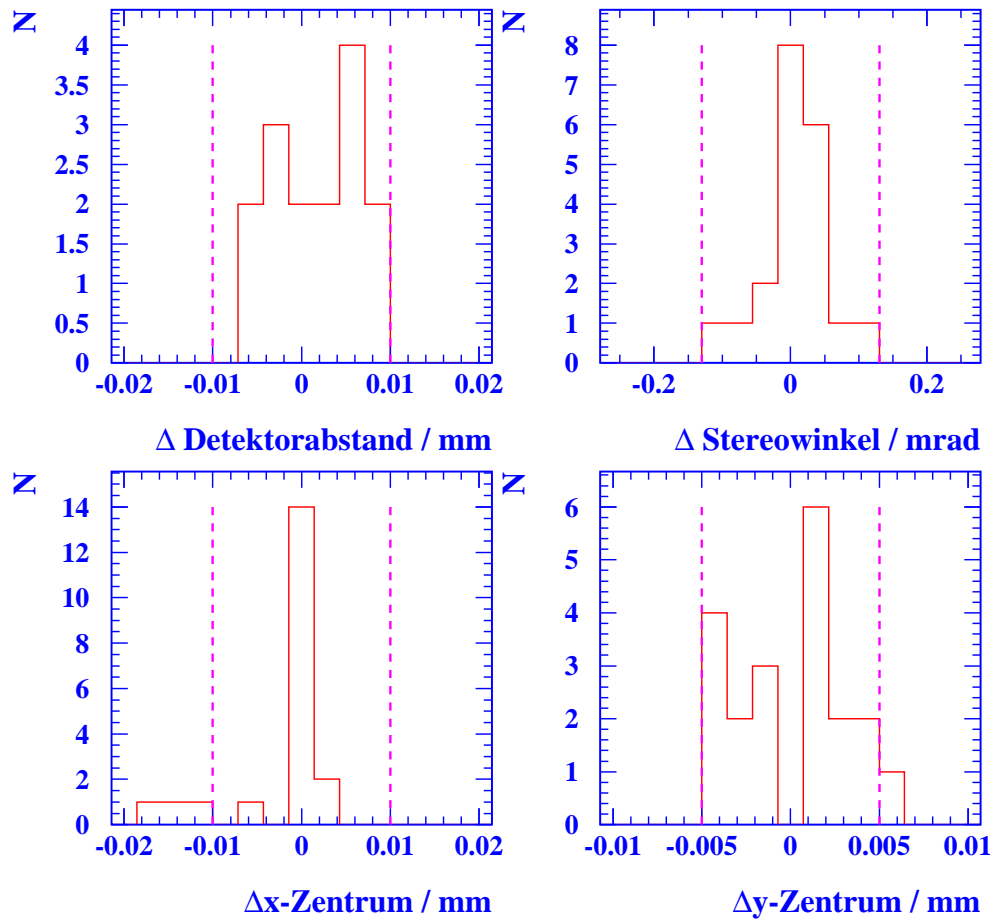 N
4
3.5
3
2.5
2
1.5
1
0.5
0
-0.02 -0.01 0 0.01 0.02
Δ Detektorabstand / mm
N
8
7
6
5
4
3
2
1
0
-0.2 0 0.2
Δ Stereowinkel / mrad
N
14
12
10
8
6
4
2
0
-0.02 -0.01 0 0.01 0.02
Δx-Zentrum / mm
N
6
5
4
3
2
1
0
-0.01 -0.005 0 0.005 0.01
Δy-Zentrum / mm